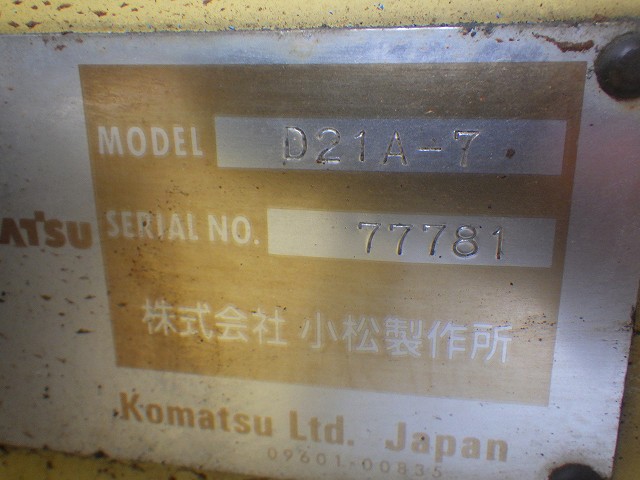 MODEL D21A-7
SERIAL NO. 77781
ATSU
株式会社 小松製作所
Komatsu Ltd. Japan
09601-00835